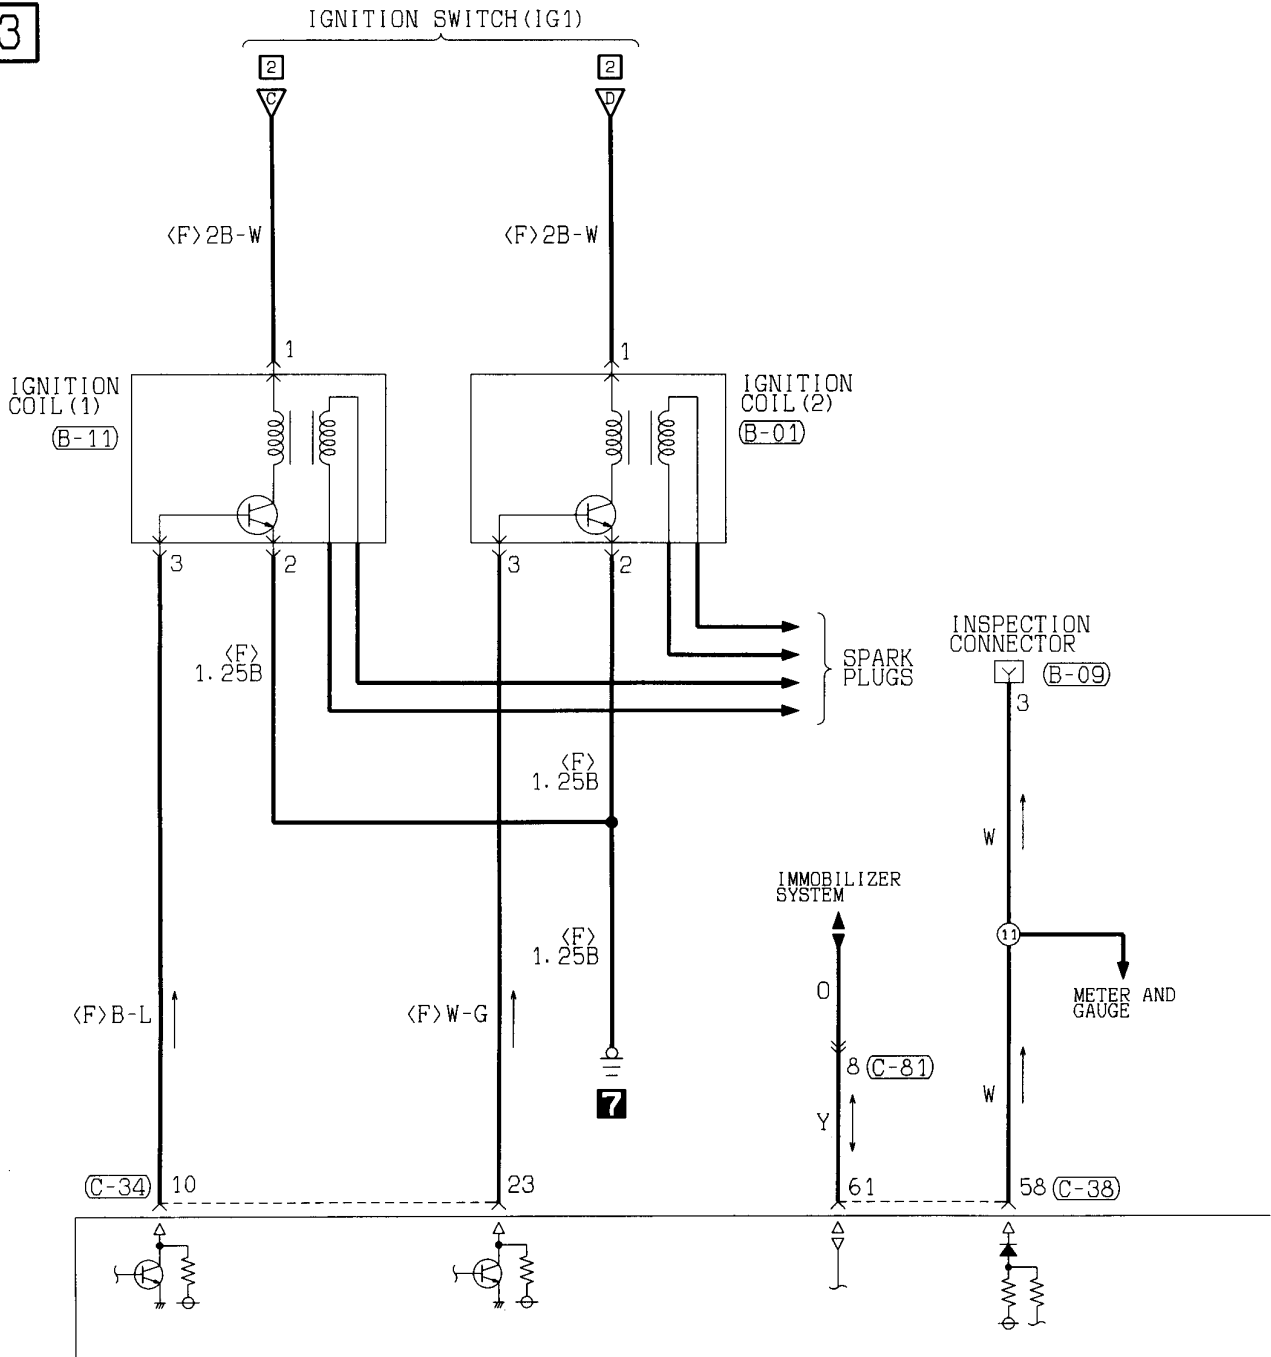 3
IGNITION SWITCH(IG1)
2
2
C
D
<F>2B-W
<F>2B-W
1
1
IGNITION
COIL(1)
(B-11)
IGNITION
COIL(2)
(B-01)
3
2
3
2
<F>
1.25B
SPARK
PLUGS
INSPECTION
CONNECTOR
(B-09)
3
<F>
1.25B
W
IMMOBILIZER
SYSTEM
11
<F>
1.25B
METER AND
GAUGE
<F>B-L
<F>W-G
O
8 (C-81)
7
W
Y
(C-34) 10
23
61
58 (C-38)